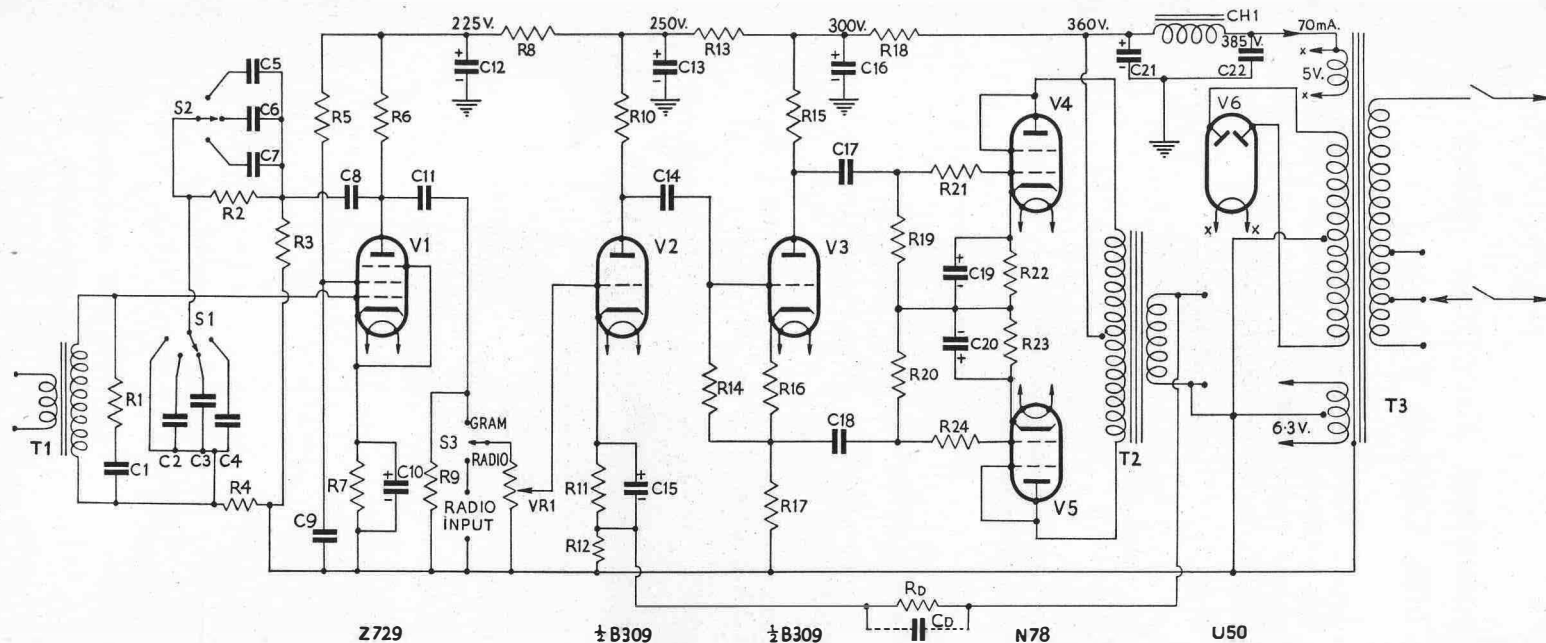 225V.
250V.
300V.
360V.
CH1
70mA.
R8
R13
R18
385V.
C5
C12
C13
C16
C21
C22
5V.
x
x
S2
C6
R5
R6
R10
R15
V4
V6
C7
C17
C8
C11
C14
R21
R2
x
x
R3
V1
V2
V3
R19
C19
R22
S1
C20
R23
R1
R14
R16
R20
GRAM
S3
RADIO
C18
R24
6·3V.
T3
T1
C1
C2
C3
C4
R4
R7
C10
R9
VR1
R11
C15
T2
RADIO
INPUT
R17
V5
C9
R12
RD
CD
Z729
½B309
½B309
N78
U50